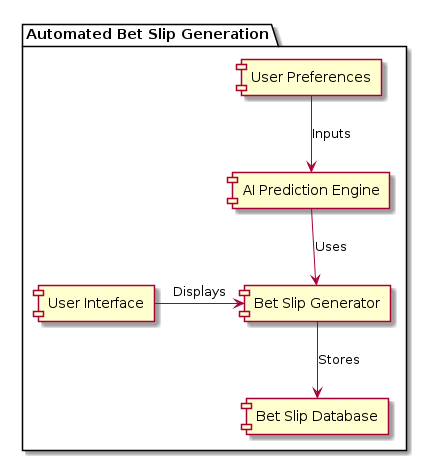 Automated Bet Slip Generation
User Preferences
Inputs
AI Prediction Engine
Uses
User Interface
Displays
Bet Slip Generator
Stores
Bet Slip Database